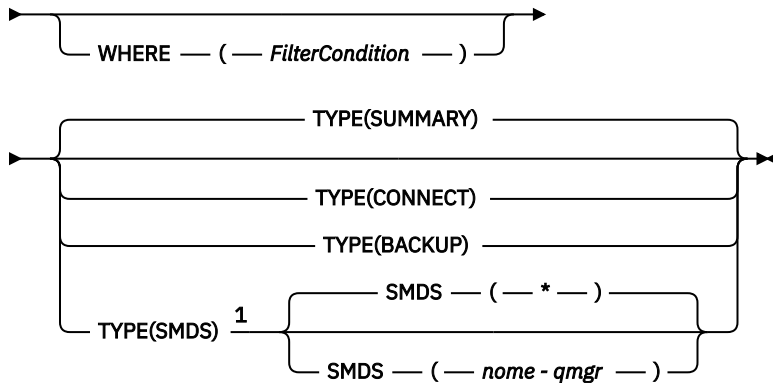 WHERE — ( — FilterCondition — )
TYPE(SUMMARY)
TYPE(CONNECT)
TYPE(BACKUP)
SMDS — ( — * — )
TYPE(SMDS) 1
SMDS — ( — nome - qmgr — )